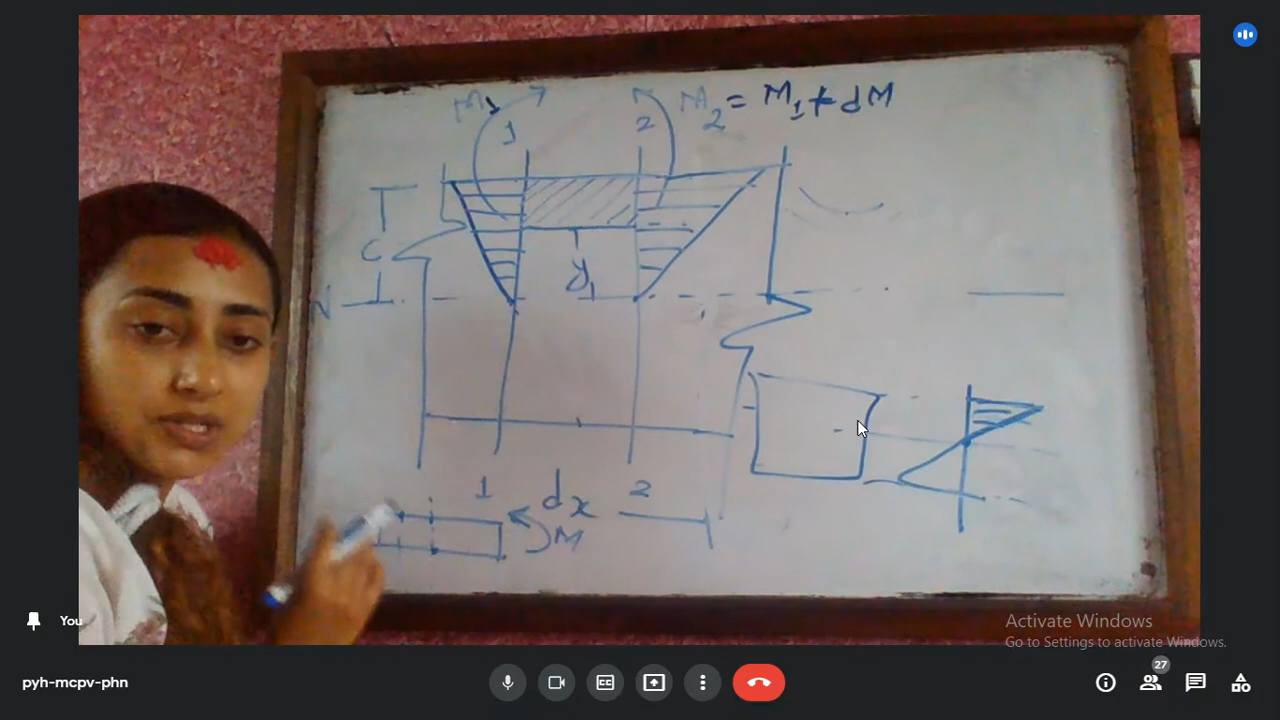 M₁
1
2
M₂ = M₁ + dM
C
y₁
N
1
dx
2
M
You
Activate Windows
Go to Settings to activate Windows.
pyh-mcpv-phn
CC
27